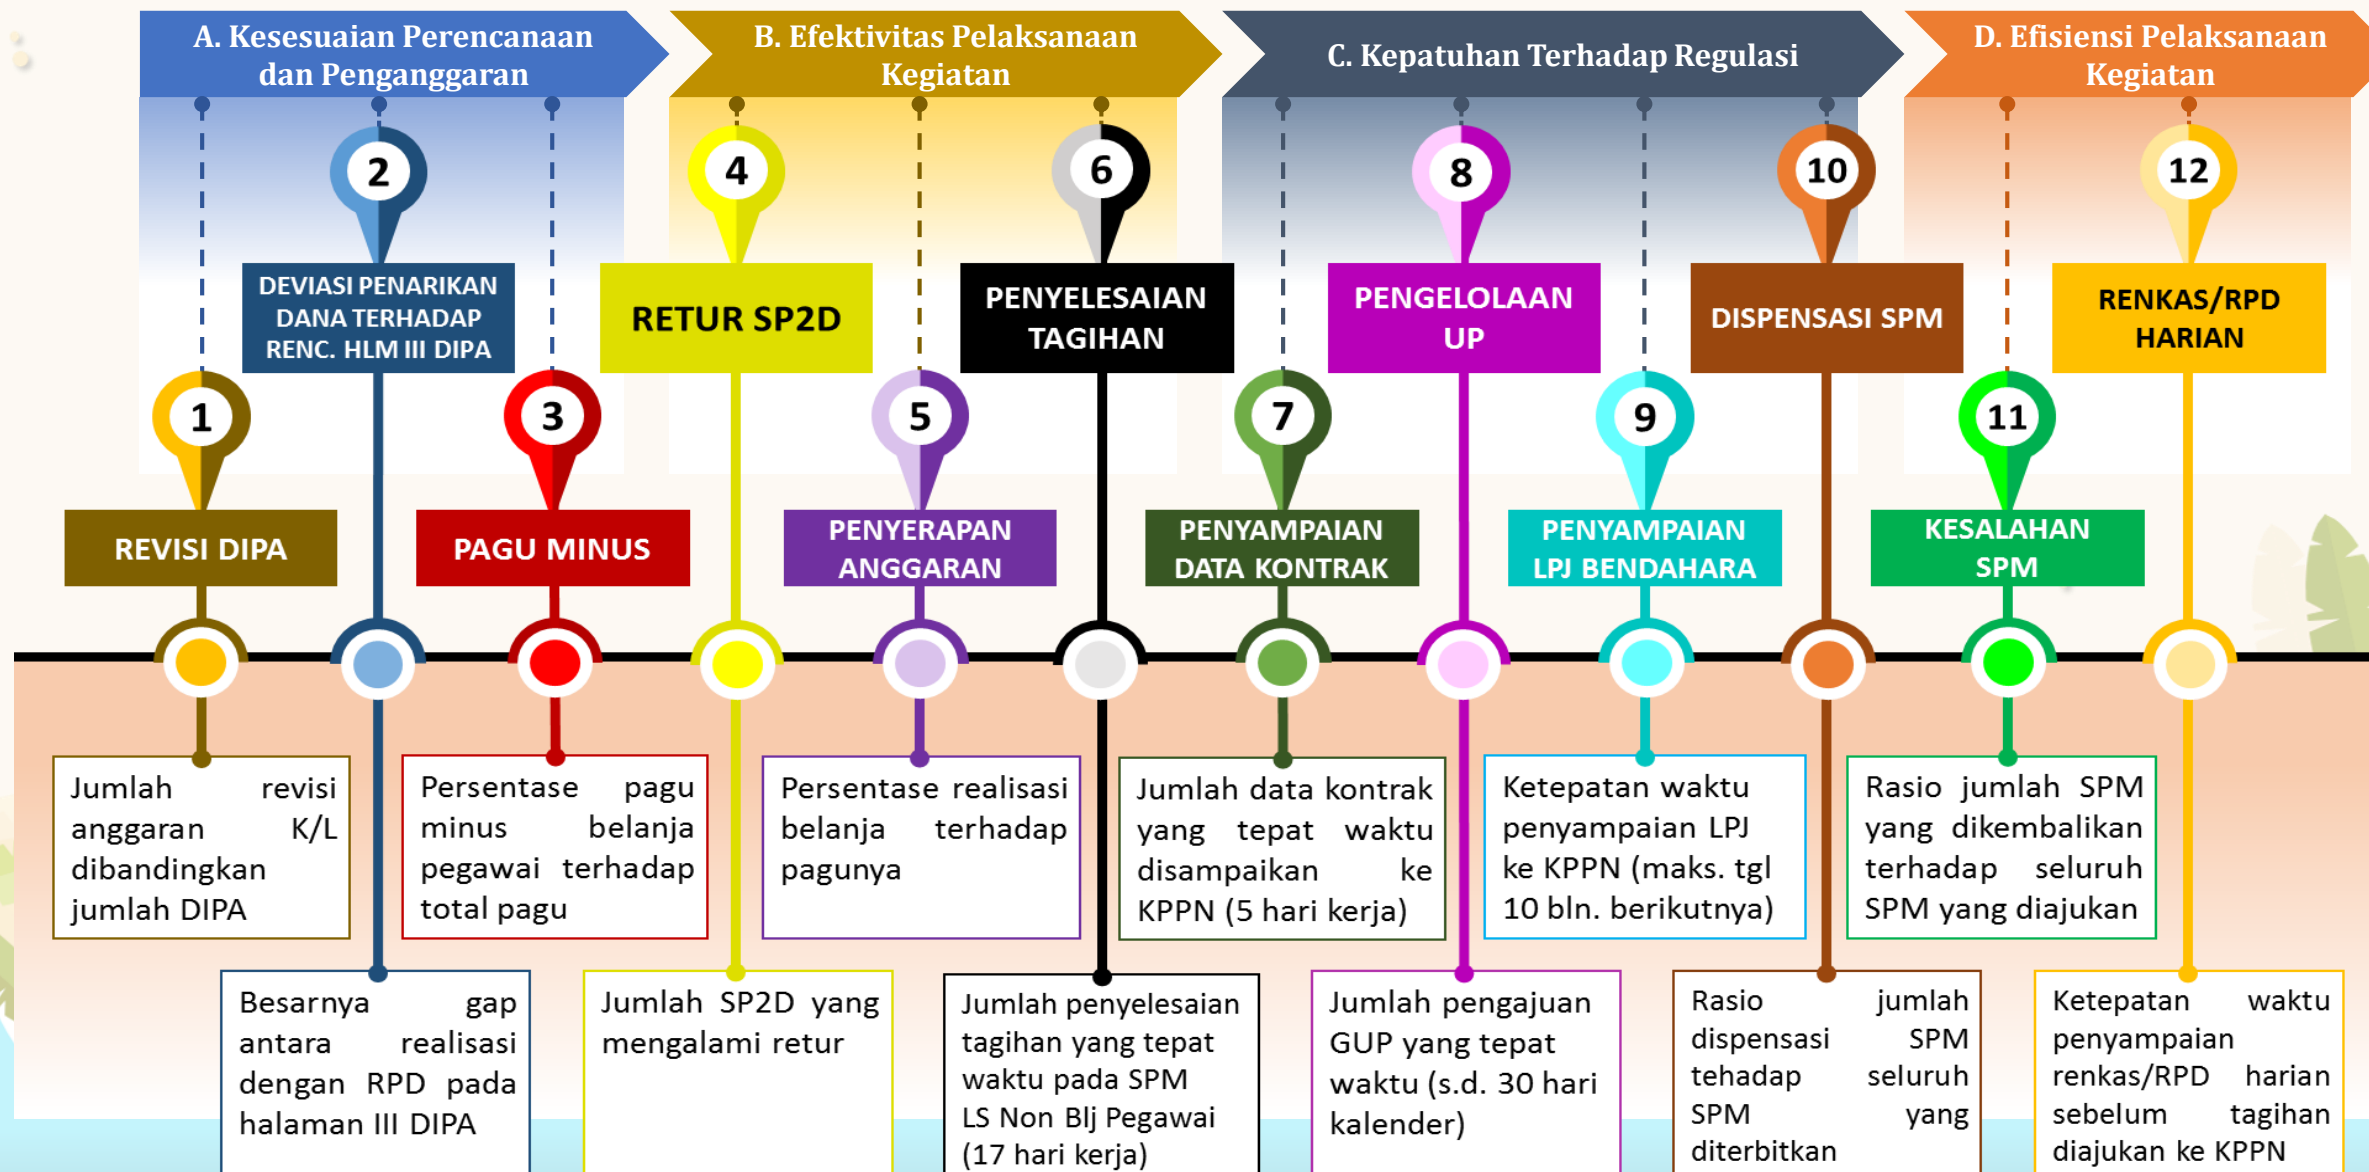 A. Kesesuaian Perencanaan
dan Penganggaran
B. Efektivitas Pelaksanaan
Kegiatan
C. Kepatuhan Terhadap Regulasi
D. Efisiensi Pelaksanaan
Kegiatan
1
REVISI DIPA
Jumlah revisi
anggaran K/L
dibandingkan
jumlah DIPA
2
DEVIASI PENARIKAN
DANA TERHADAP
RENC. HLM III DIPA
Besarnya gap
antara realisasi
dengan RPD pada
halaman III DIPA
3
PAGU MINUS
Persentase pagu
minus belanja
pegawai terhadap
total pagu
4
RETUR SP2D
Jumlah SP2D yang
mengalami retur
5
PENYERAPAN
ANGGARAN
Persentase realisasi
belanja terhadap
pagunya
6
PENYELESAIAN
TAGIHAN
Jumlah penyelesaian
tagihan yang tepat
waktu pada SPM
LS Non Blj Pegawai
(17 hari kerja)
7
PENYAMPAIAN
DATA KONTRAK
Jumlah data kontrak
yang tepat waktu
disampaikan ke
KPPN (5 hari kerja)
8
PENGELOLAAN
UP
Jumlah pengajuan
GUP yang tepat
waktu (s.d. 30 hari
kalender)
9
PENYAMPAIAN
LPJ BENDAHARA
Ketepatan waktu
penyampaian LPJ
ke KPPN (maks. tgl
10 bln. berikutnya)
10
DISPENSASI SPM
Rasio jumlah
dispensasi SPM
tehadap seluruh
SPM yang
diterbitkan
11
KESALAHAN
SPM
Rasio jumlah SPM
yang dikembalikan
terhadap seluruh
SPM yang diajukan
12
RENKAS/RPD
HARIAN
Ketepatan waktu
penyampaian
renkas/RPD harian
sebelum tagihan
diajukan ke KPPN